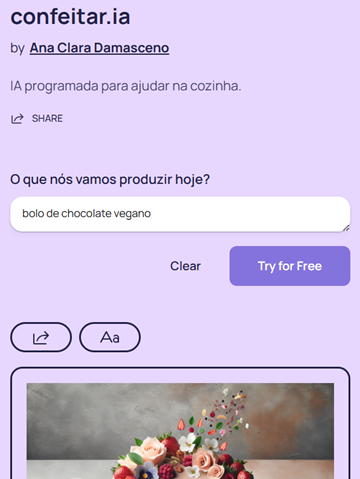 confeitar.ia
by Ana Clara Damasceno
IA programada para ajudar na cozinha.
SHARE
O que nós vamos produzir hoje?
bolo de chocolate vegano
Clear
Try for Free
Aa